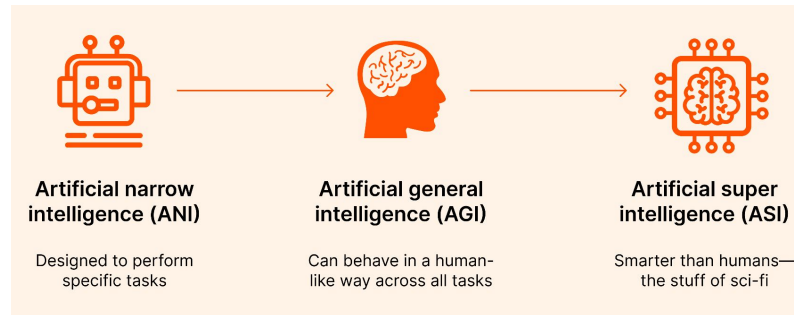 Artificial narrow
intelligence (ANI)
Designed to perform
specific tasks
Artificial general
intelligence (AGI)
Can behave in a human-
like way across all tasks
Artificial super
intelligence (ASI)
Smarter than humans—
the stuff of sci-fi